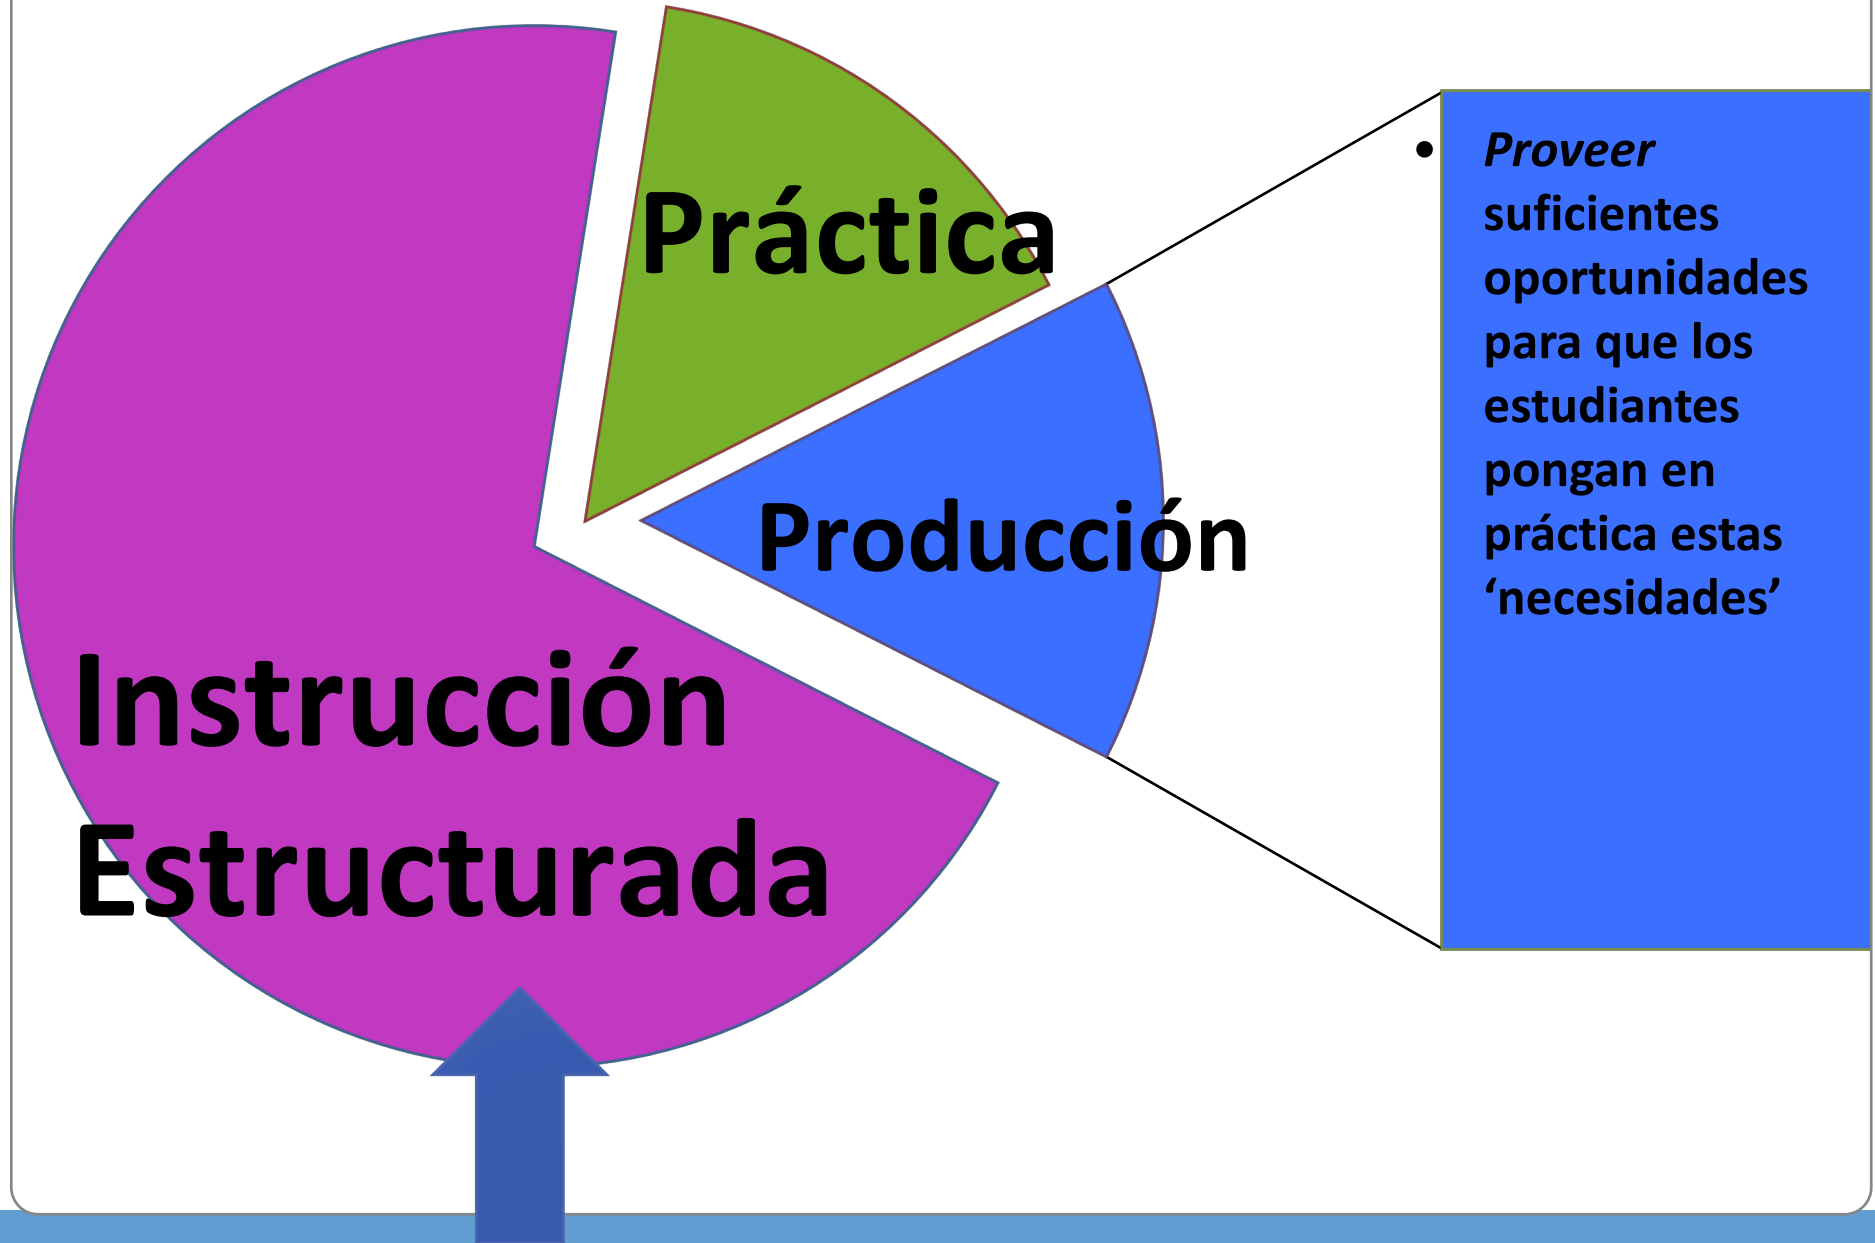 Práctica
Producción
Instrucción
Estructurada
• Proveer
suficientes
oportunidades
para que los
estudiantes
pongan en
práctica estas
‘necesidades’